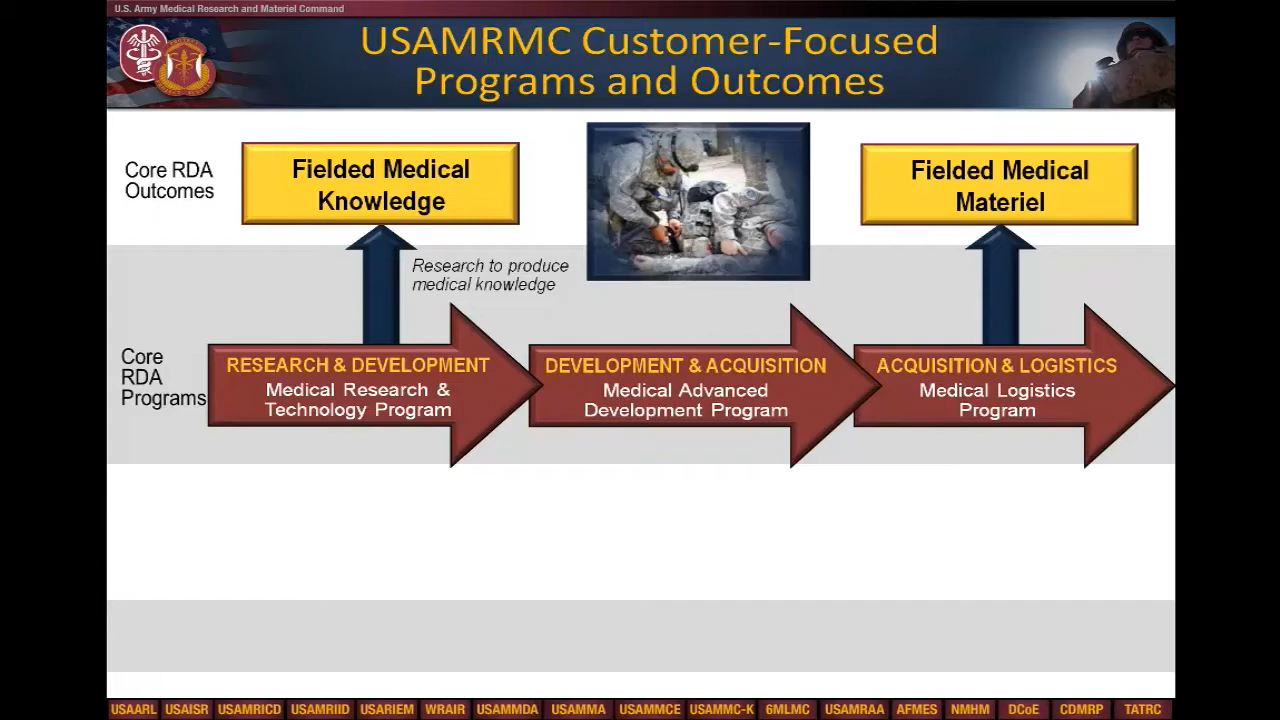 U.S. Army Medical Research and Materiel Command
USAMRMC Customer-Focused
Programs and Outcomes
Core RDA
Outcomes
Fielded Medical
Knowledge
Fielded Medical
Materiel
Research to produce
medical knowledge
Core
RDA
Programs
RESEARCH & DEVELOPMENT
Medical Research &
Technology Program
DEVELOPMENT & ACQUISITION
Medical Advanced
Development Program
ACQUISITION & LOGISTICS
Medical Logistics
Program
USAARL USAISR USAMRICD USAMRIID USARIEM WRAIR USAMMDA USAMMA USAMMCE USAMMC-K 6MLMC USAMRAA AFMES NMHM DCoE CDMRP TATRC